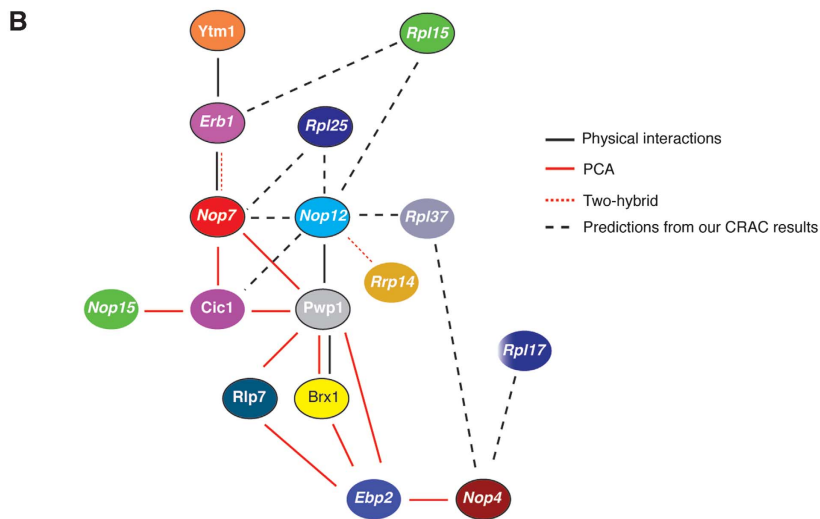 B
Ytm1
Rpl15
Erb1
Rpl25
Physical interactions
PCA
Two-hybrid
Predictions from our CRAC results
Nop7
Nop12
Rpl37
Rrp14
Nop15
Cic1
Pwp1
Rpl17
Rlp7
Brx1
Ebp2
Nop4